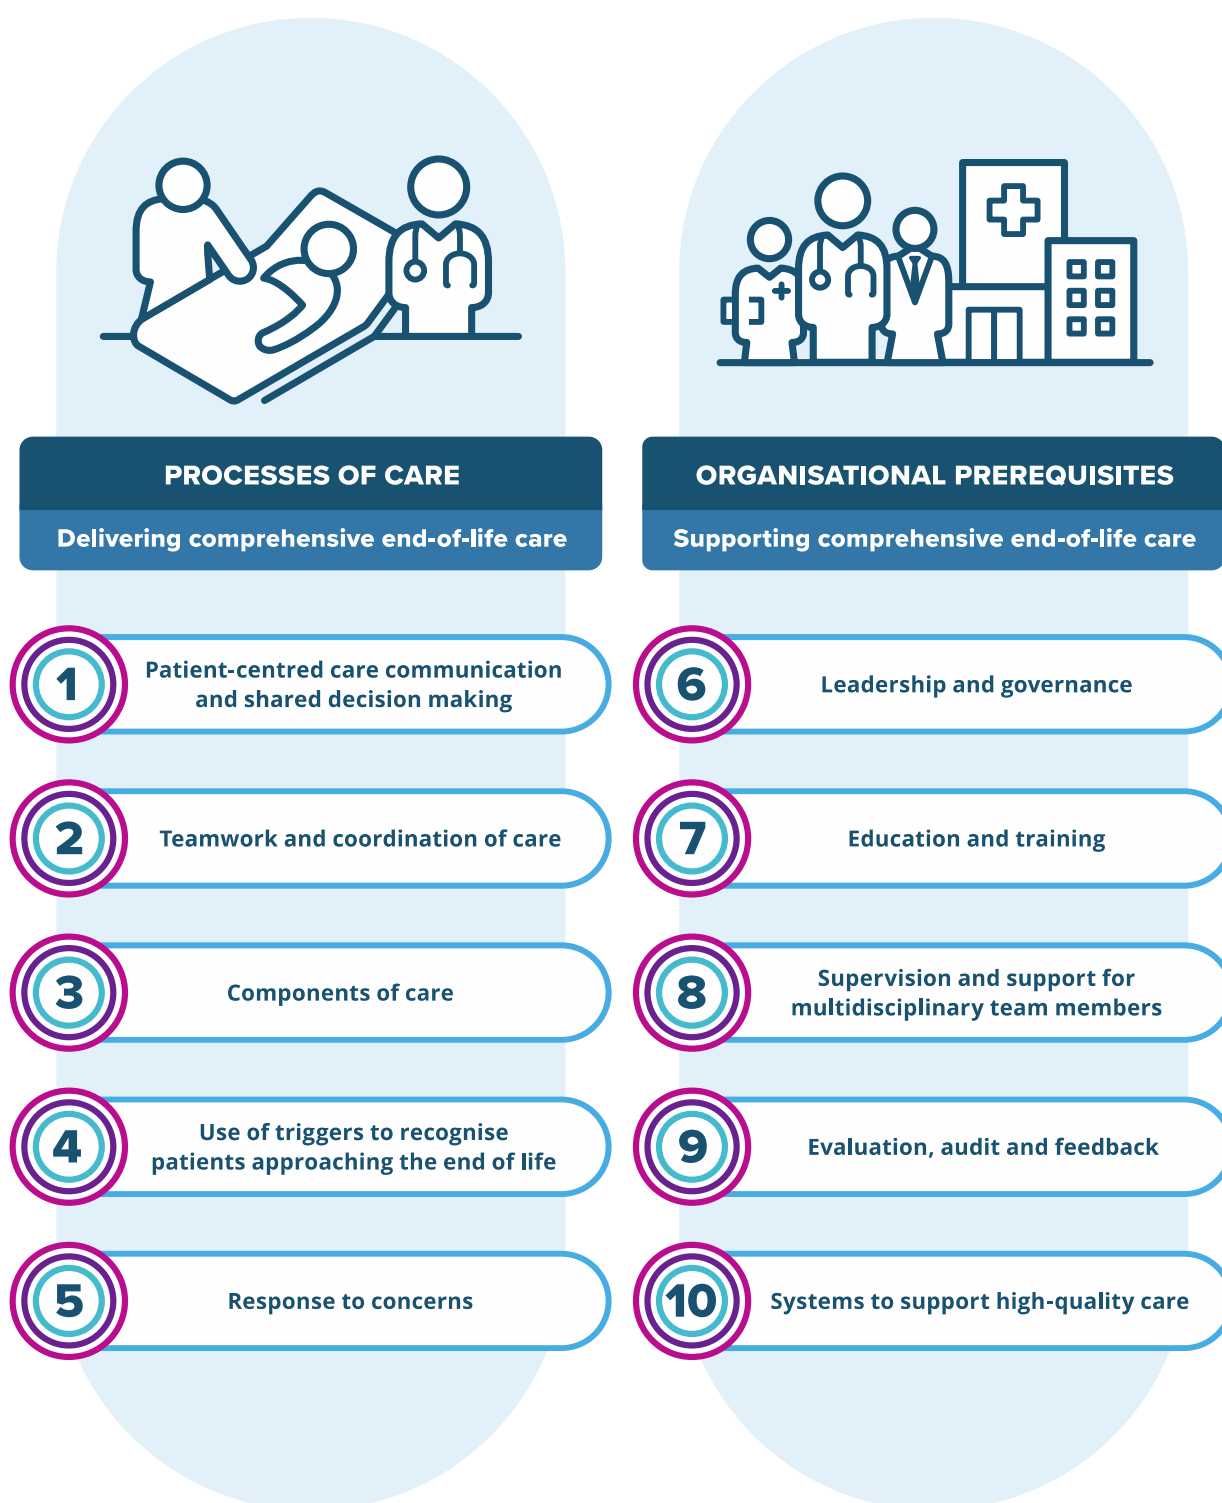 PROCESSES OF CARE
Delivering comprehensive end-of-life care
1
Patient-centred care communication
and shared decision making
2
Teamwork and coordination of care
3
Components of care
4
Use of triggers to recognise
patients approaching the end of life
5
Response to concerns
ORGANISATIONAL PREREQUISITES
Supporting comprehensive end-of-life care
6
Leadership and governance
7
Education and training
8
Supervision and support for
multidisciplinary team members
9
Evaluation, audit and feedback
10
Systems to support high-quality care